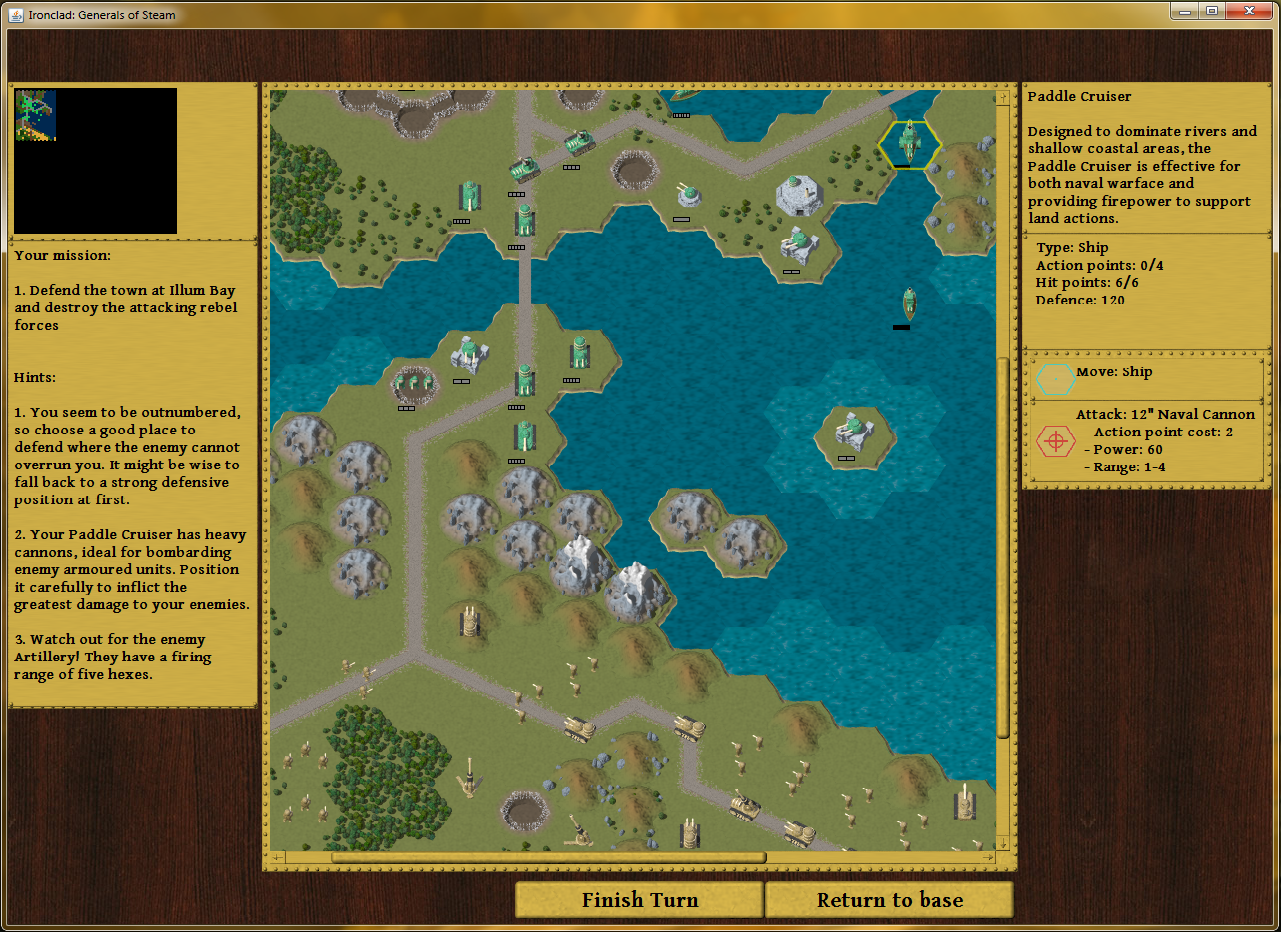 Ironclad: Generals of Steam
Your mission:
1. Defend the town at Illum Bay
and destroy the attacking rebel
forces
Hints:
1. You seem to be outnumbered,
so choose a good place to
defend where the enemy cannot
overrun you. It might be wise to
fall back to a strong defensive
position at first.
2. Your Paddle Cruiser has heavy
cannons, ideal for bombarding
enemy armoured units. Position
it carefully to inflict the
greatest damage to your enemies.
3. Watch out for the enemy
Artillery! They have a firing
range of five hexes.
Paddle Cruiser
Designed to dominate rivers and
shallow coastal areas, the
Paddle Cruiser is effective for
both naval warface and
providing firepower to support
land actions.
Type: Ship
Action points: 0/4
Hit points: 6/6
Defence: 120
Move: Ship
Attack: 12" Naval Cannon
Action point cost: 2
- Power: 60
- Range: 1-4
Finish Turn
Return to base